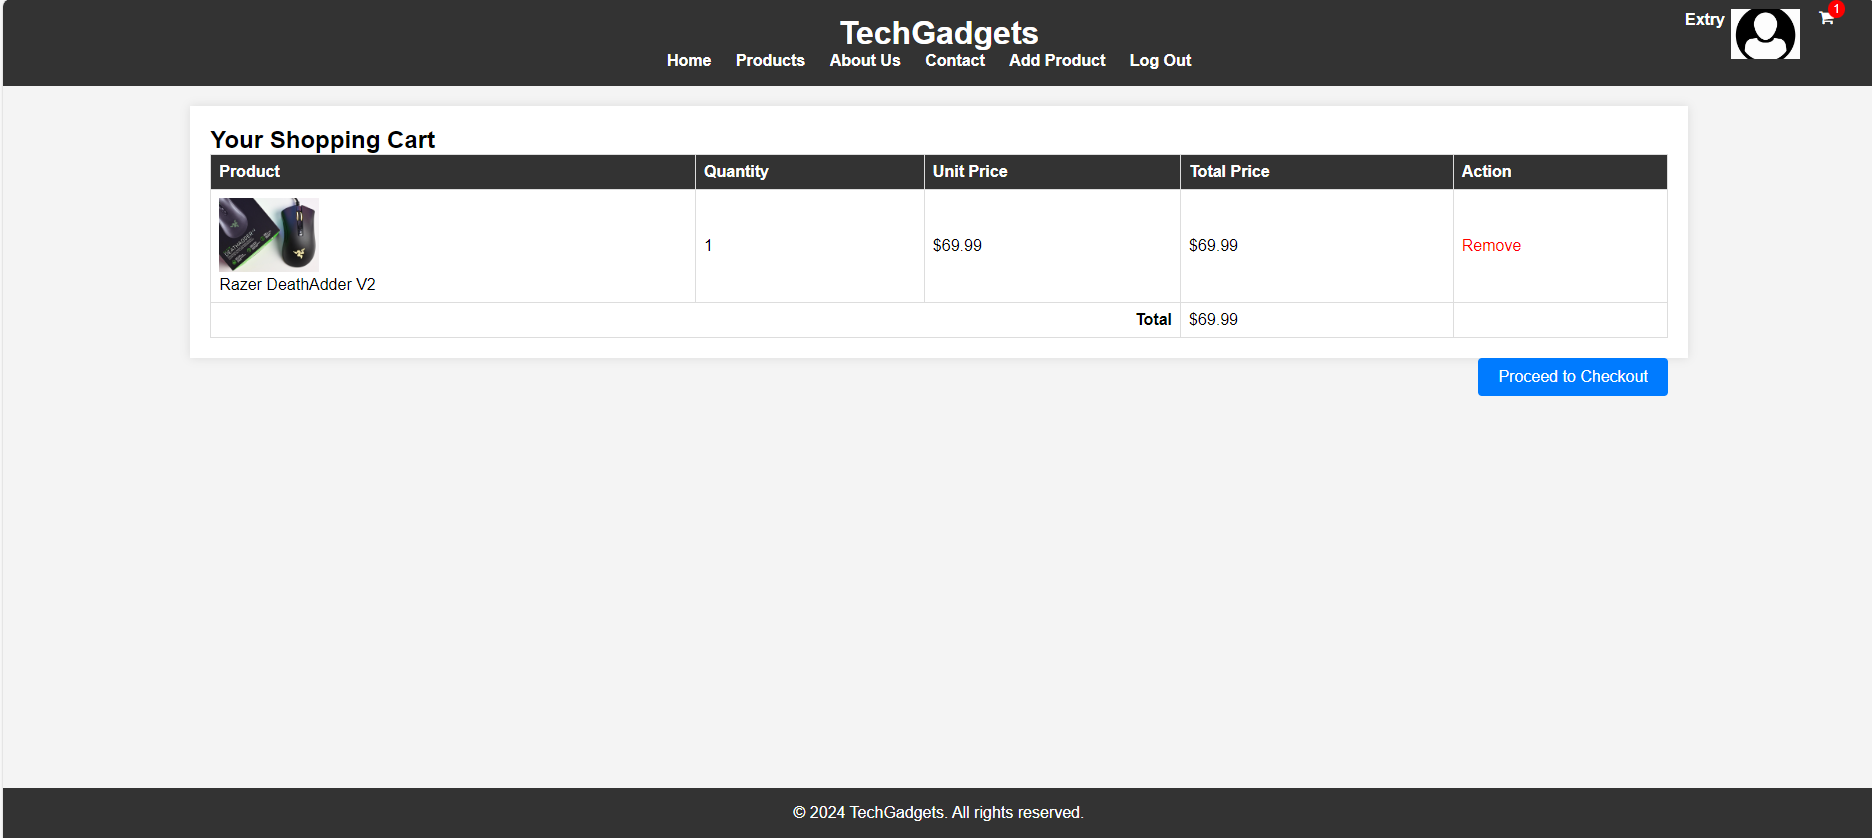 TechGadgets
Extry
1
Home Products About Us Contact Add Product Log Out
Your Shopping Cart
Product Quantity Unit Price Total Price Action
DEATHADDER
1 $69.99 $69.99 Remove
Razer DeathAdder V2
Total $69.99
Proceed to Checkout
© 2024 TechGadgets. All rights reserved.